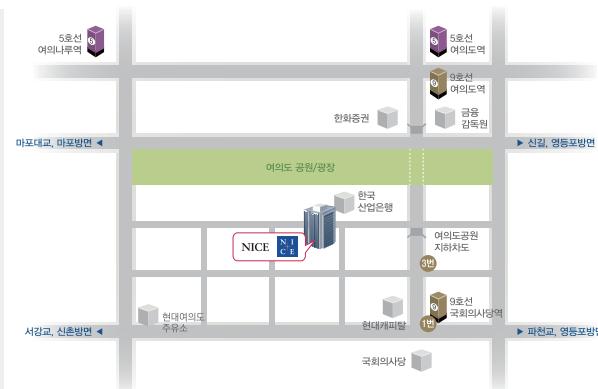 5호선
여의나루역
5
5호선
여의도역
5
9호선
여의도역
9
한화증권
금융
감독원
마포대교, 마포방면 ◀
▶ 신길, 영등포방면
여의도 공원/광장
한국
산업은행
NICE
N I
C E
여의도공원
지하차도
3번
9호선
국회의사당역
9
현대여의도
주유소
현대캐피탈
1번
서강교, 신촌방면 ◀
▶ 파천교, 영등포방면
국회의사당